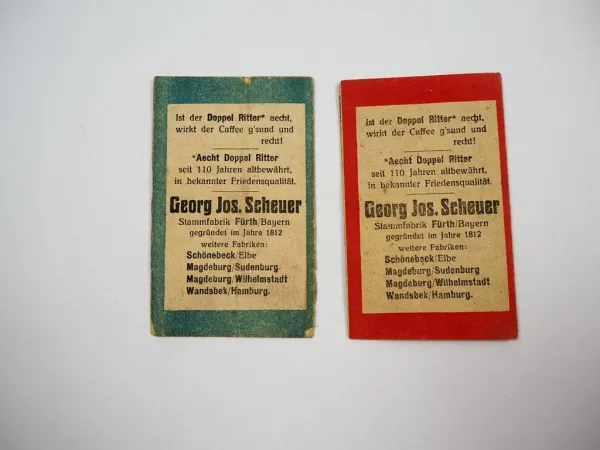 Ist der Doppel Ritter* aecht,
wirkt der Caffee g'sund und
recht!
*Aecht Doppel Ritter
seit 110 Jahren altbewährt,
in bekannter Friedensqualität.
Georg Jos. Scheuer
Stammfabrik Fürth/Bayern
gegründet im Jahre 1812
weitere Fabriken:
Schönebeck/Elbe
Magdeburg/Sudenburg
Magdeburg/Wilhelmstadt
Wandsbek/Hamburg.
Ist der Doppel Ritter* aecht,
wirkt der Caffee g'sund und
recht!
*Aecht Doppel Ritter
seit 110 Jahren altbewährt,
in bekannter Friedensqualität.
Georg Jos. Scheuer
Stammfabrik Fürth/Bayern
gegründet im Jahre 1812
weitere Fabriken:
Schönebeck/Elbe
Magdeburg/Sudenburg
Magdeburg/Wilhelmstadt
Wandsbek/Hamburg.